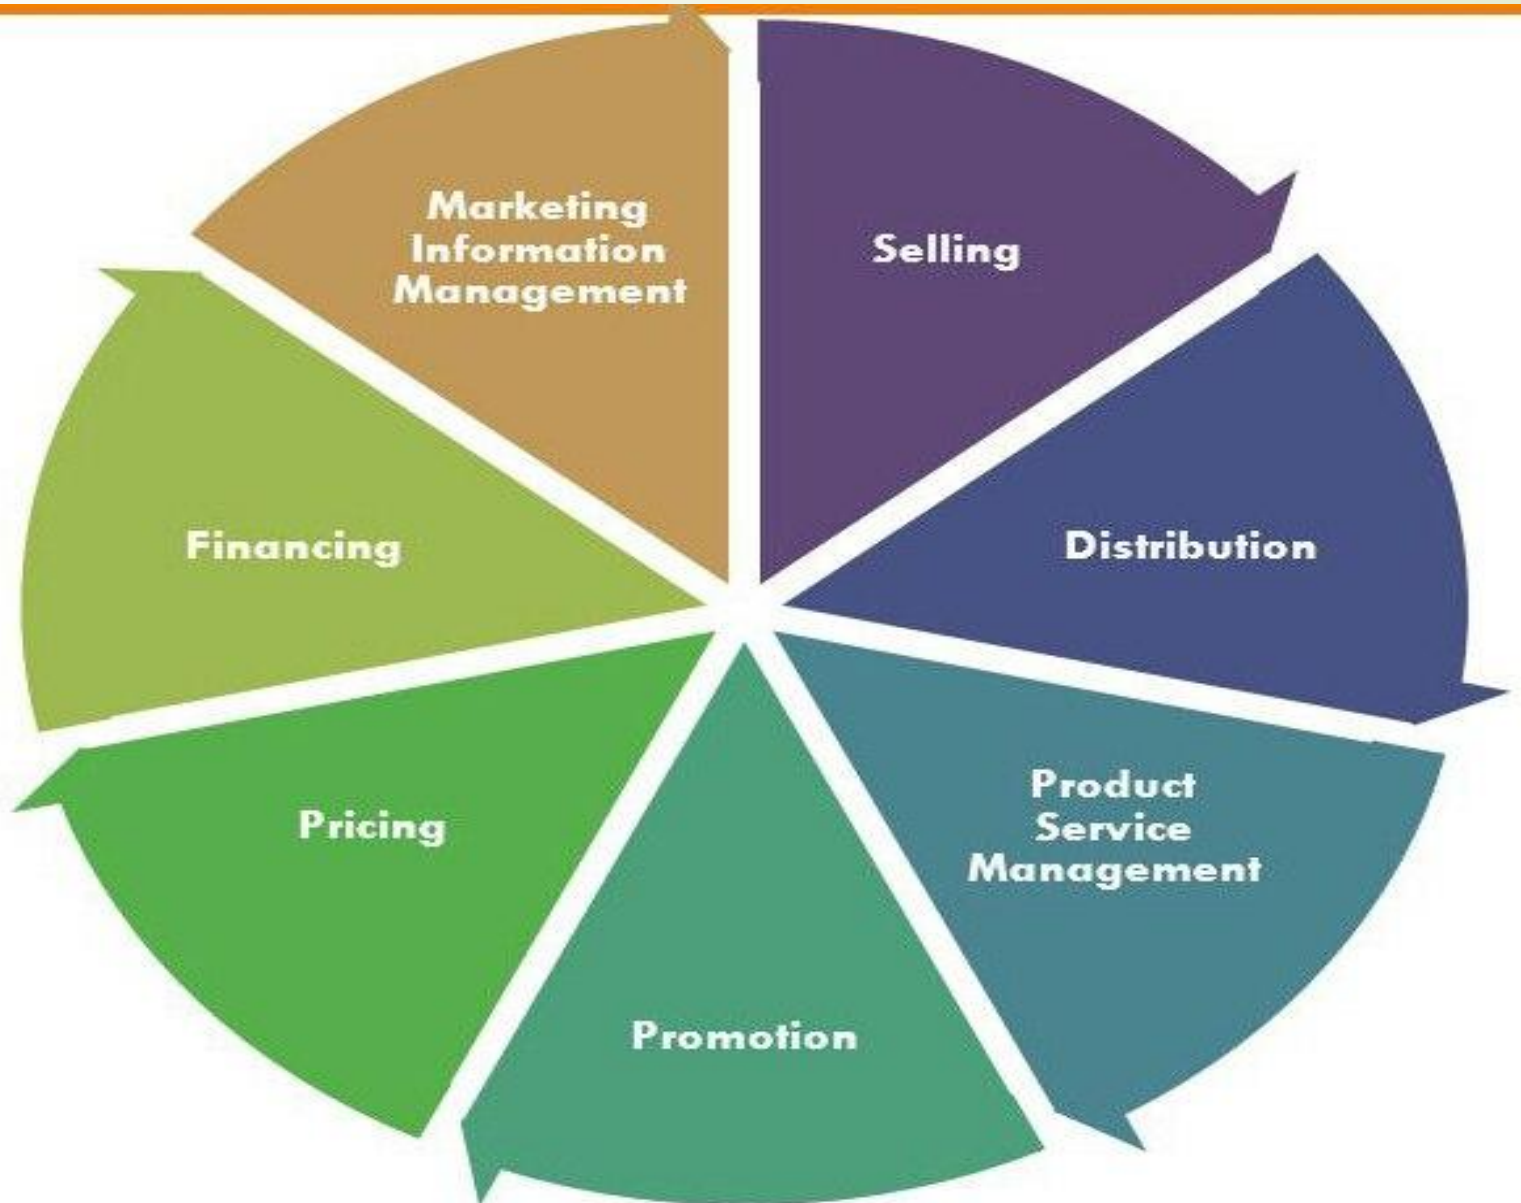 Marketing
Information
Management
Selling
Financing
Distribution
Pricing
Product
Service
Management
Promotion